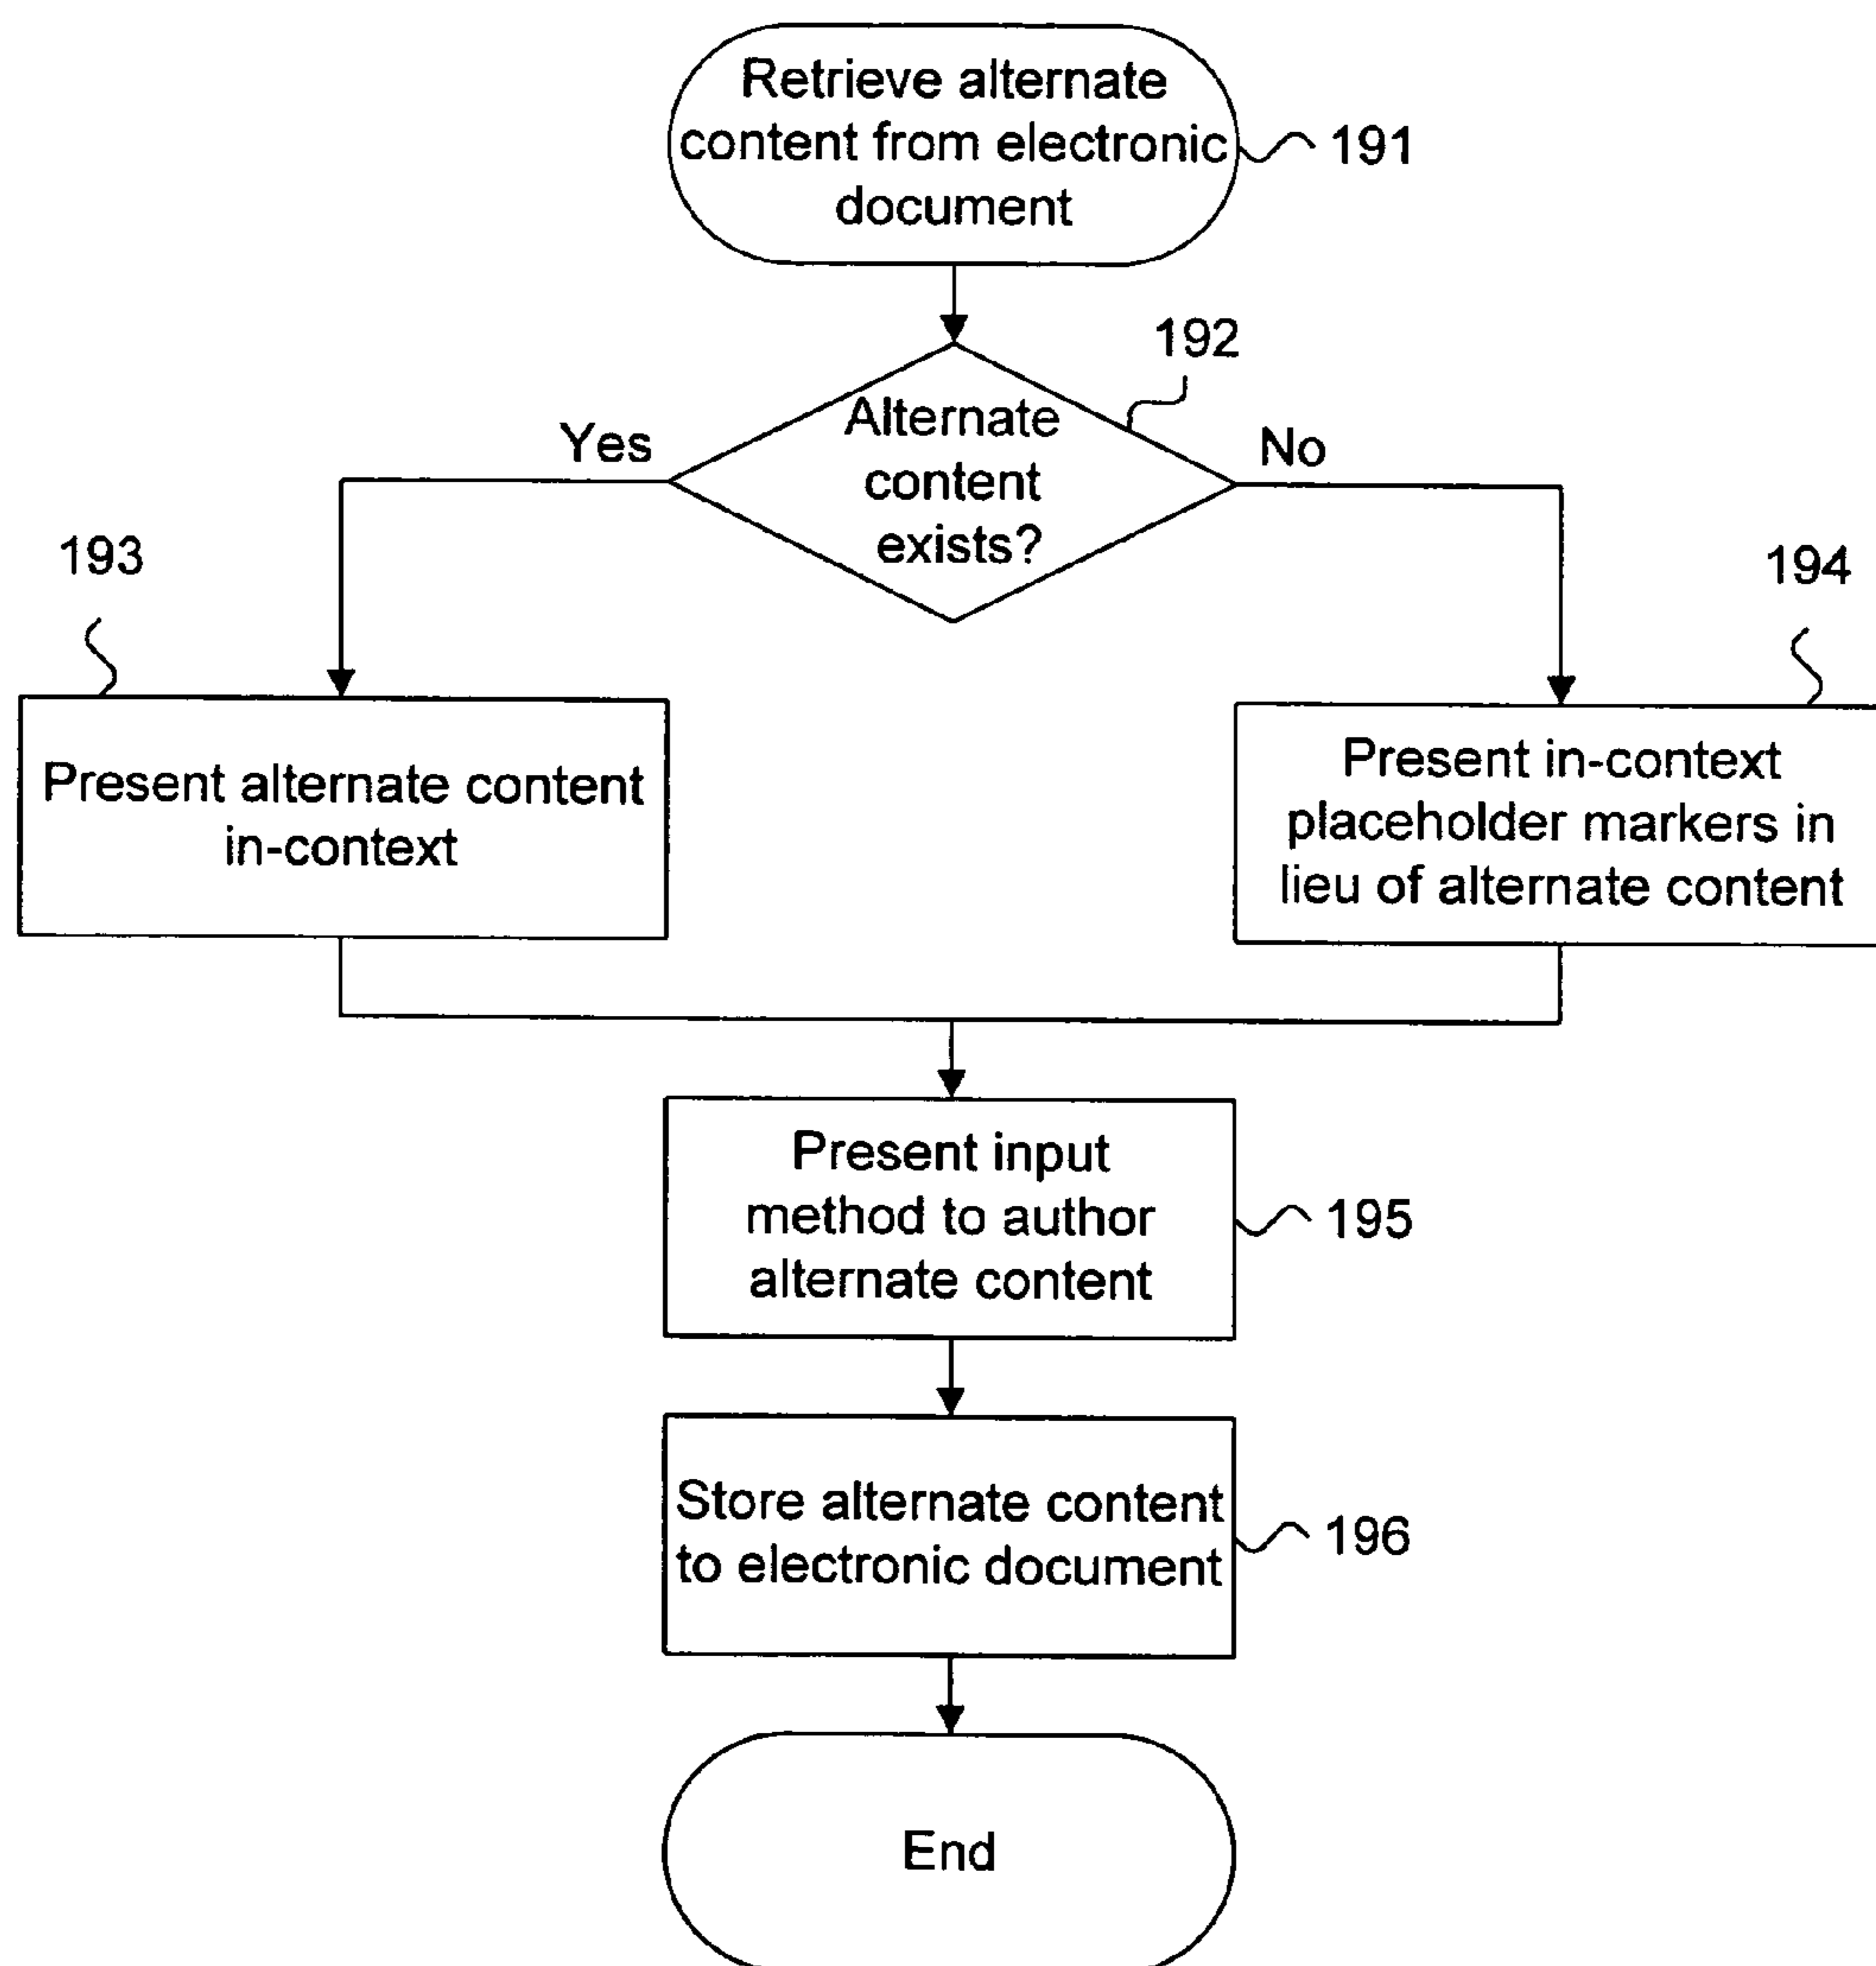 Retrieve alternate
content from electronic
document
191
192
Alternate
content
exists?
Yes
No
193
194
Present alternate content
in-context
Present in-context
placeholder markers in
lieu of alternate content
Present input
method to author
alternate content
195
Store alternate content
to electronic document
196
End